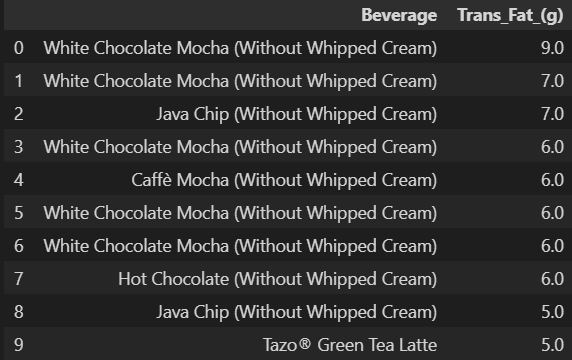 Beverage Trans_Fat_(g)
0 White Chocolate Mocha (Without Whipped Cream) 9.0
1 White Chocolate Mocha (Without Whipped Cream) 7.0
2 Java Chip (Without Whipped Cream) 7.0
3 White Chocolate Mocha (Without Whipped Cream) 6.0
4 Caffè Mocha (Without Whipped Cream) 6.0
5 White Chocolate Mocha (Without Whipped Cream) 6.0
6 White Chocolate Mocha (Without Whipped Cream) 6.0
7 Hot Chocolate (Without Whipped Cream) 6.0
8 Java Chip (Without Whipped Cream) 5.0
9 Tazo® Green Tea Latte 5.0